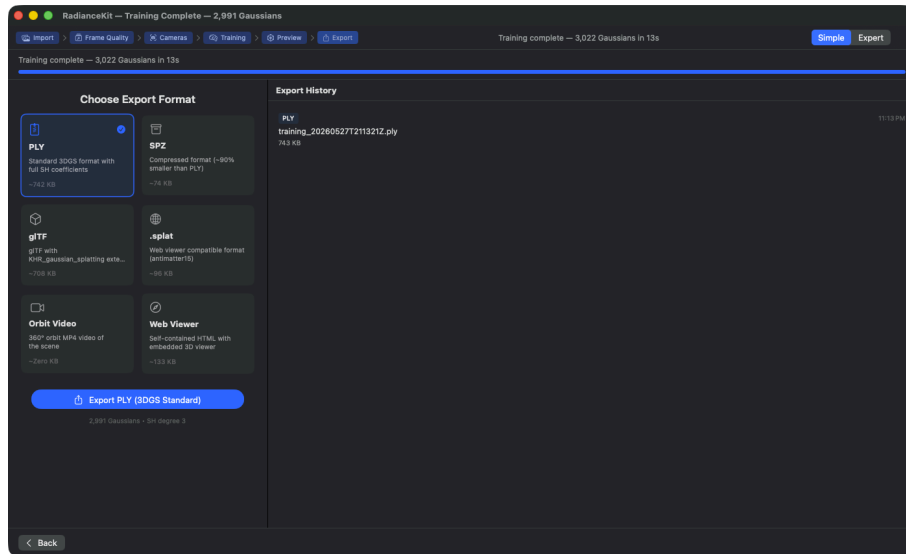 RadianceKit — Training Complete — 2,991 Gaussians
Import > Frame Quality > Cameras > Training > Preview > Export
Training complete — 3,022 Gaussians in 13s
Simple Expert
Training complete — 3,022 Gaussians in 13s
Choose Export Format
PLY
Standard 3DGS format with
full SH coefficients
~742 KB
SPZ
Compressed format (~90%
smaller than PLY)
~74 KB
glTF
glTF with
KHR_gaussian_splatting exte...
~708 KB
.splat
Web viewer compatible format
(antimatter15)
~96 KB
Orbit Video
360° orbit MP4 video of
the scene
~Zero KB
Web Viewer
Self-contained HTML with
embedded 3D viewer
~133 KB
Export PLY (3DGS Standard)
2,991 Gaussians • SH degree 3
Export History
PLY
11:13 PM
training_20260527T211321Z.ply
743 KB
< Back